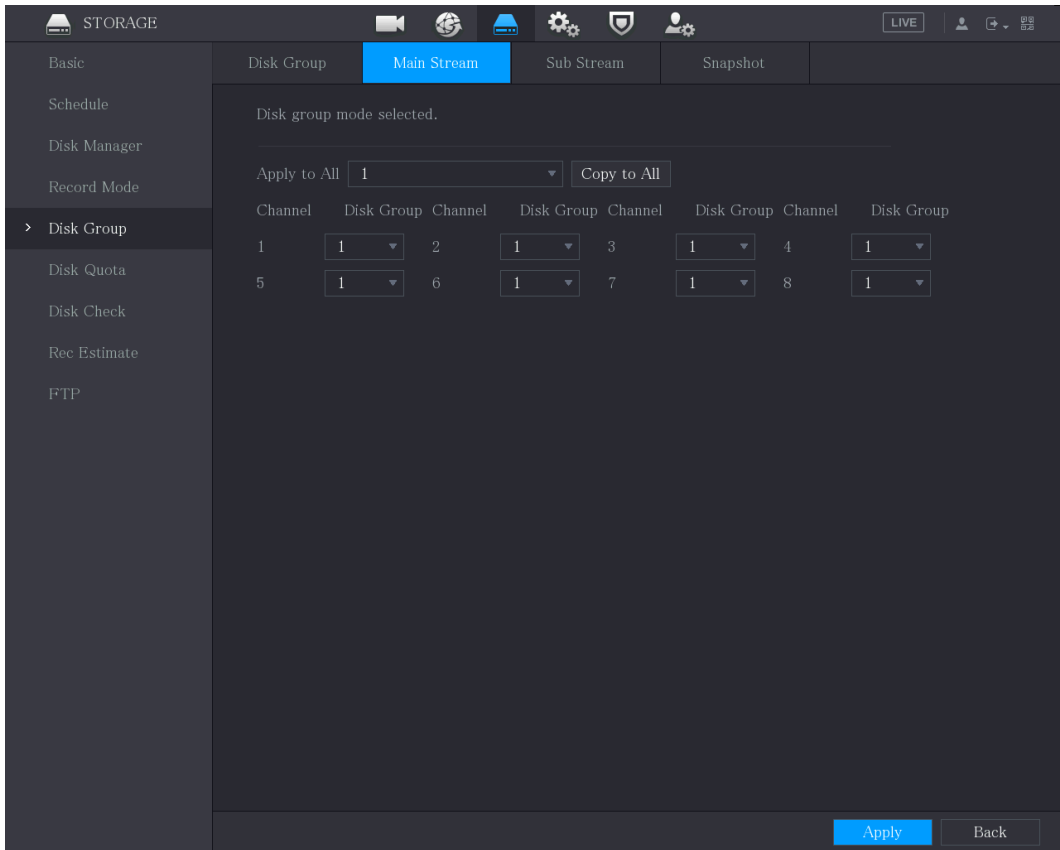 STORAGE LIVE
Basic
Schedule
Disk Manager
Record Mode
Disk Group
Disk Quota
Disk Check
Rec Estimate
FTP
Disk Group Main Stream Sub Stream Snapshot
Disk group mode selected.
Apply to All 1 Copy to All
Channel Disk Group Channel Disk Group Channel Disk Group Channel Disk Group
1 1 2 1 3 1 4 1
5 1 6 1 7 1 8 1
Apply Back